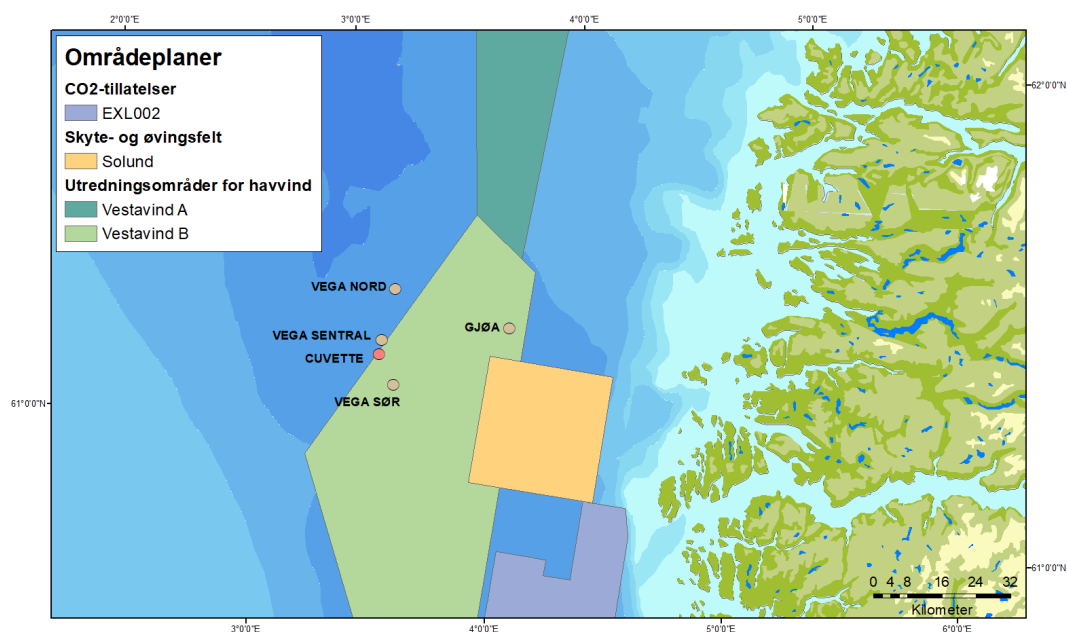 2°0'0"E 3°0'0"E 4°0'0"E 5°0'0"E
Områdeplaner
CO2-tillatelser
EXL002
Skyte- og øvingsfelt
Solund
Utredningsområder for havvind
Vestavind A
Vestavind B
62°0'0"N
VEGA NORD
GJØA
VEGA SENTRAL
CUVETTE
VEGA SØR
61°0'0"N
61°0'0"N
0 4 8 16 24 32
Kilometer
3°0'0"E 4°0'0"E 5°0'0"E 6°0'0"E